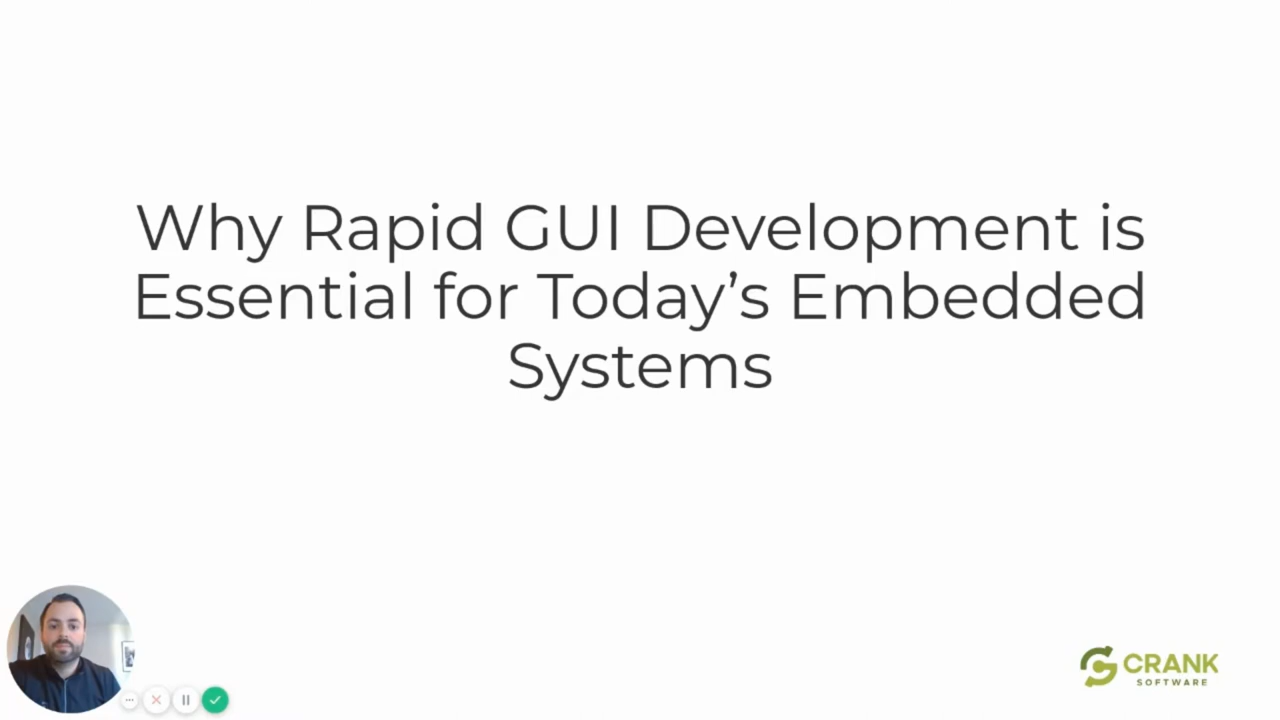 Why Rapid GUI Development is
Essential for Today’s Embedded
Systems
CRANK
SOFTWARE